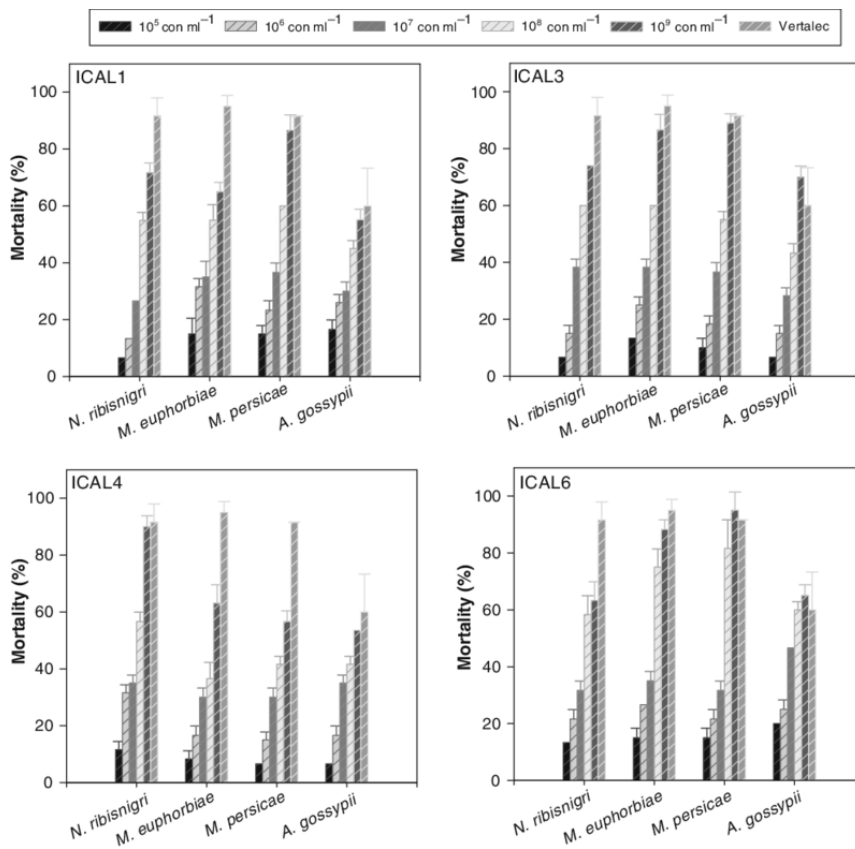 10⁵ con ml⁻¹ 10⁶ con ml⁻¹ 10⁷ con ml⁻¹ 10⁸ con ml⁻¹ 10⁹ con ml⁻¹ Vertalec
ICAL1
Mortality (%)
100
80
60
40
20
0
N. ribisnigri
M. euphorbiae
M. persicae
A. gossypii
ICAL3
Mortality (%)
100
80
60
40
20
0
N. ribisnigri
M. euphorbiae
M. persicae
A. gossypii
ICAL4
Mortality (%)
100
80
60
40
20
0
N. ribisnigri
M. euphorbiae
M. persicae
A. gossypii
ICAL6
Mortality (%)
100
80
60
40
20
0
N. ribisnigri
M. euphorbiae
M. persicae
A. gossypii